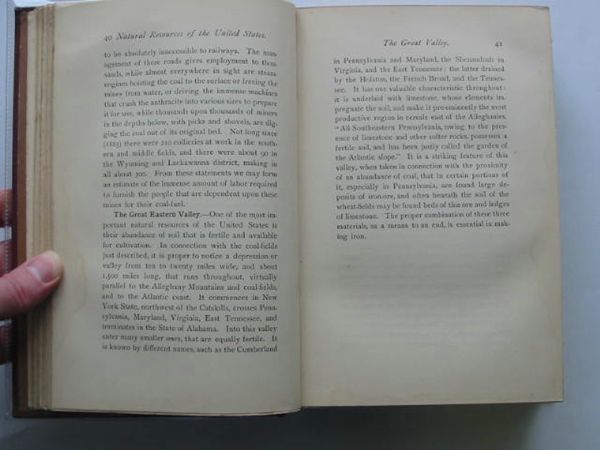 40 Natural Resources of the United States.
to be absolutely inaccessible to railways. The man-
agement of these roads gives employment to thou-
sands, while almost everywhere in sight are steam-
engines hoisting the coal to the surface or freeing the
mines from water, or driving the immense machines
that crush the anthracite into various sizes to prepare
it for use, while thousands upon thousands of miners
in the depths below, with picks and shovels, are dig-
ging the coal out of its original bed. Not long since
there were 210 collieries at work in the south-
ern and middle fields, and there were about 90 in
the Wyoming and Lackawanna district, making in
all about 300. From these statements we may form
an estimate of the immense amount of labor required
to furnish the people that are dependent upon these
mines for their coal-fuel.
The Great Eastern Valley.—One of the most im-
portant natural resources of the United States is
their abundance of soil that is fertile and available
for cultivation. In connection with the coal-fields
just described, it is proper to notice a depression or
valley from ten to twenty miles wide, and about
1,500 miles long, that runs throughout, virtually
parallel to the Alleghany Mountains and coal-fields,
and to the Atlantic coast. It commences in New
York State, northwest of the Catskills, crosses Penn-
sylvania, Maryland, Virginia, East Tennessee, and
terminates in the State of Alabama. Into this valley
enter many smaller ones, that are equally fertile. It
is known by different names, such as the Cumberland
The Great Valley. 41
in Pennsylvania and Maryland, the Shenandoah in
Virginia, and the East Tennessee; the latter drained
by the Holston, the French Broad, and the Tennes-
see. It has one valuable characteristic throughout:
it is underlaid with limestone, whose elements im-
pregnate the soil, and make it preëminently the most
productive region in cereals east of the Alleghanies.
"All Southeastern Pennsylvania, owing to the pres-
ence of limestone and other softer rocks, possesses a
fertile soil, and has been justly called the garden of
the Atlantic slope." It is a striking feature of this
valley, when taken in connection with the proximity
of an abundance of coal, that in certain portions of
it, especially in Pennsylvania, are found large de-
posits of iron-ore, and often beneath the soil of the
wheat-fields may be found beds of this ore and ledges
of limestone. The proper combination of these three
materials, as a means to an end, is essential in mak-
ing iron.